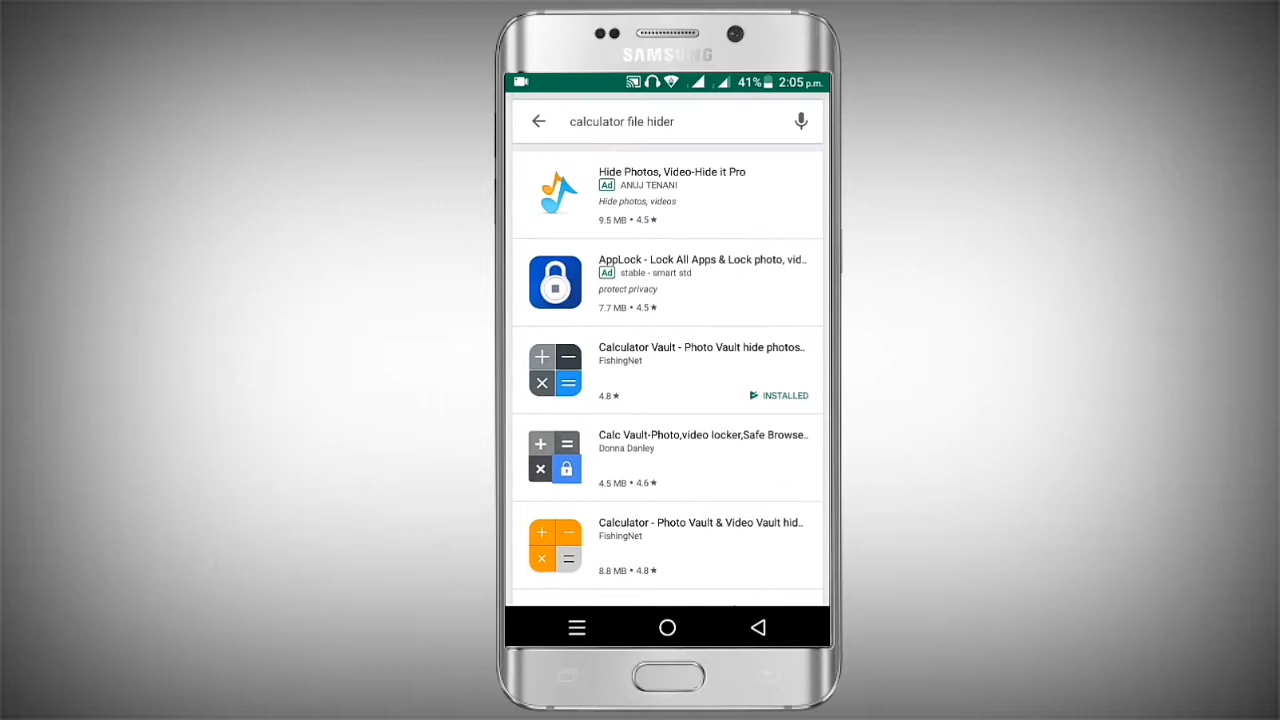 SAMSUNG
41% 2:05 p.m.
calculator file hider
Hide Photos, Video-Hide it Pro
Ad ANUJ TENANI
Hide photos, videos
9.5 MB • 4.5★
AppLock - Lock All Apps & Lock photo, vid..
Ad stable - smart std
protect privacy
7.7 MB • 4.5★
Calculator Vault - Photo Vault hide photos..
FishingNet
4.8★ INSTALLED
Calc Vault-Photo,video locker,Safe Browse..
Donna Danley
4.5 MB • 4.6★
Calculator - Photo Vault & Video Vault hid..
FishingNet
8.8 MB • 4.8★